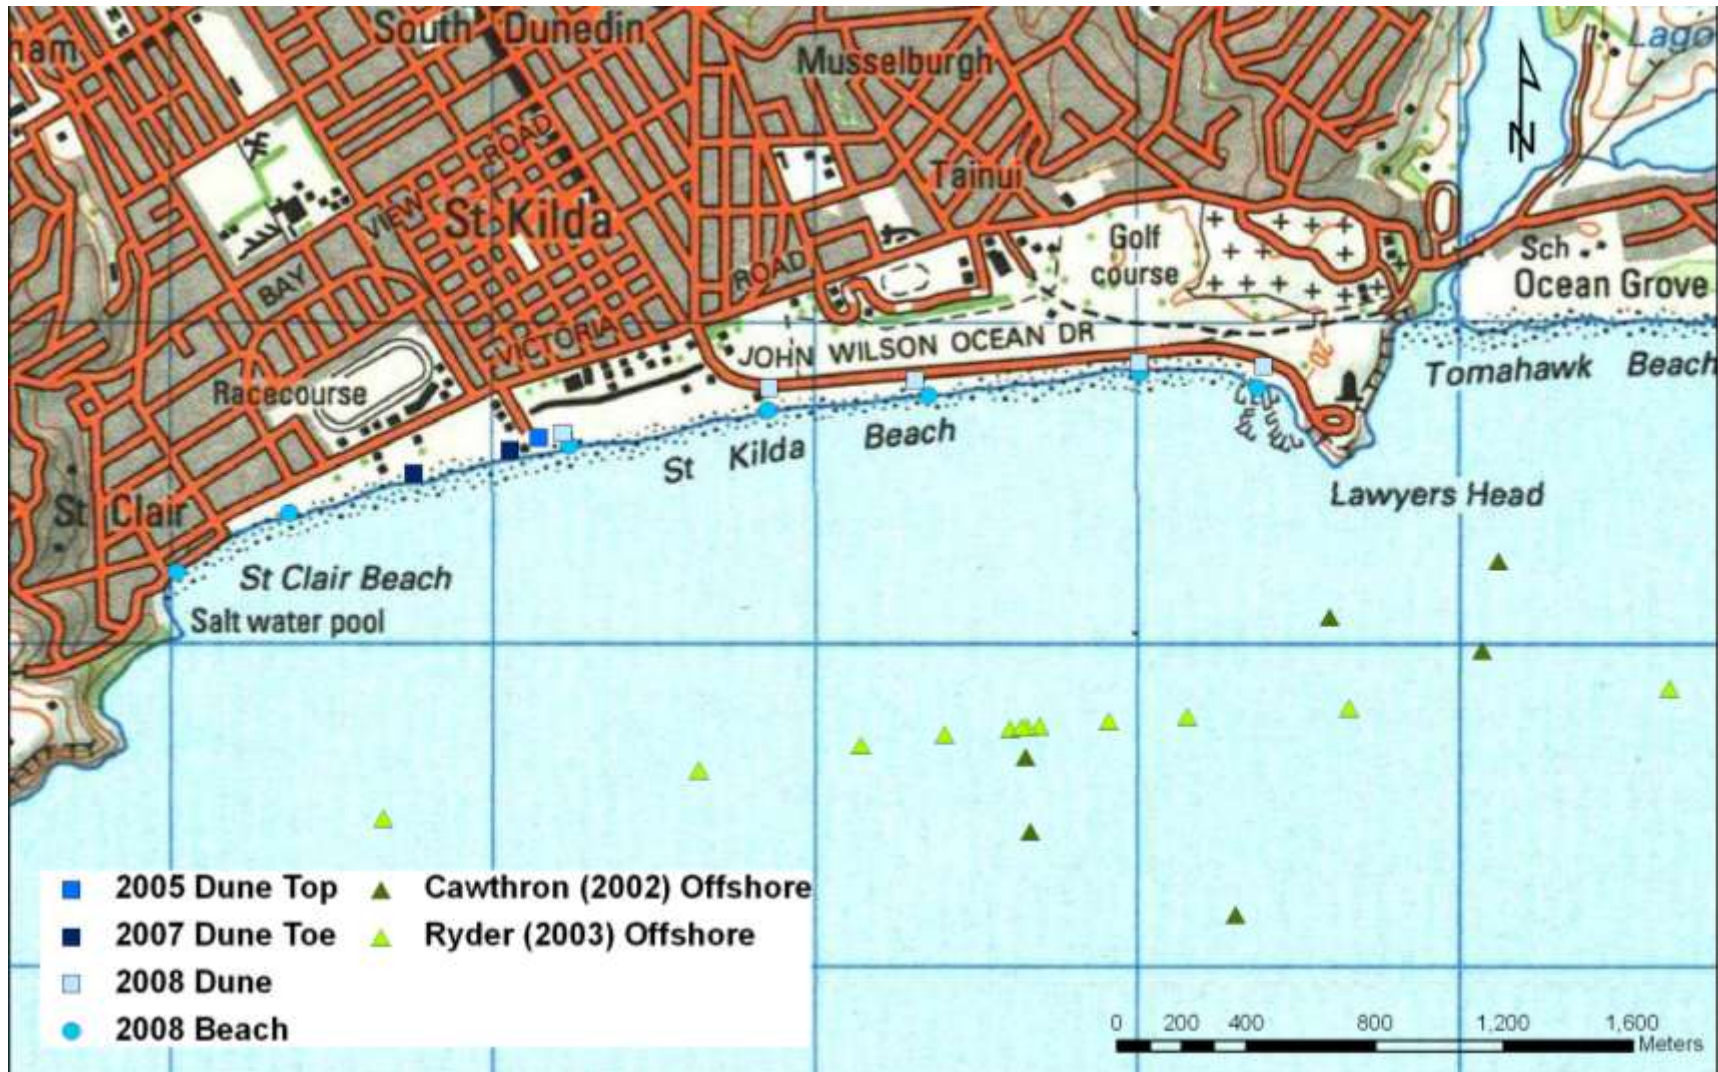 South Dunedin
ham
Musselburgh
Lago
N
ROAD
Tainui
VIEW
St Kilda
Golf
course
Sch
BAY
ROAD
Ocean Grove
VICTORIA
JOHN WILSON OCEAN DR
20
Tomahawk Beach
Racecourse
St Kilda Beach
Lawyers Head
St Clair
St Clair Beach
Salt water pool
2005 Dune Top
2007 Dune Toe
2008 Dune
2008 Beach
Cawthron (2002) Offshore
Ryder (2003) Offshore
0 200 400 800 1,200 1,600
Meters